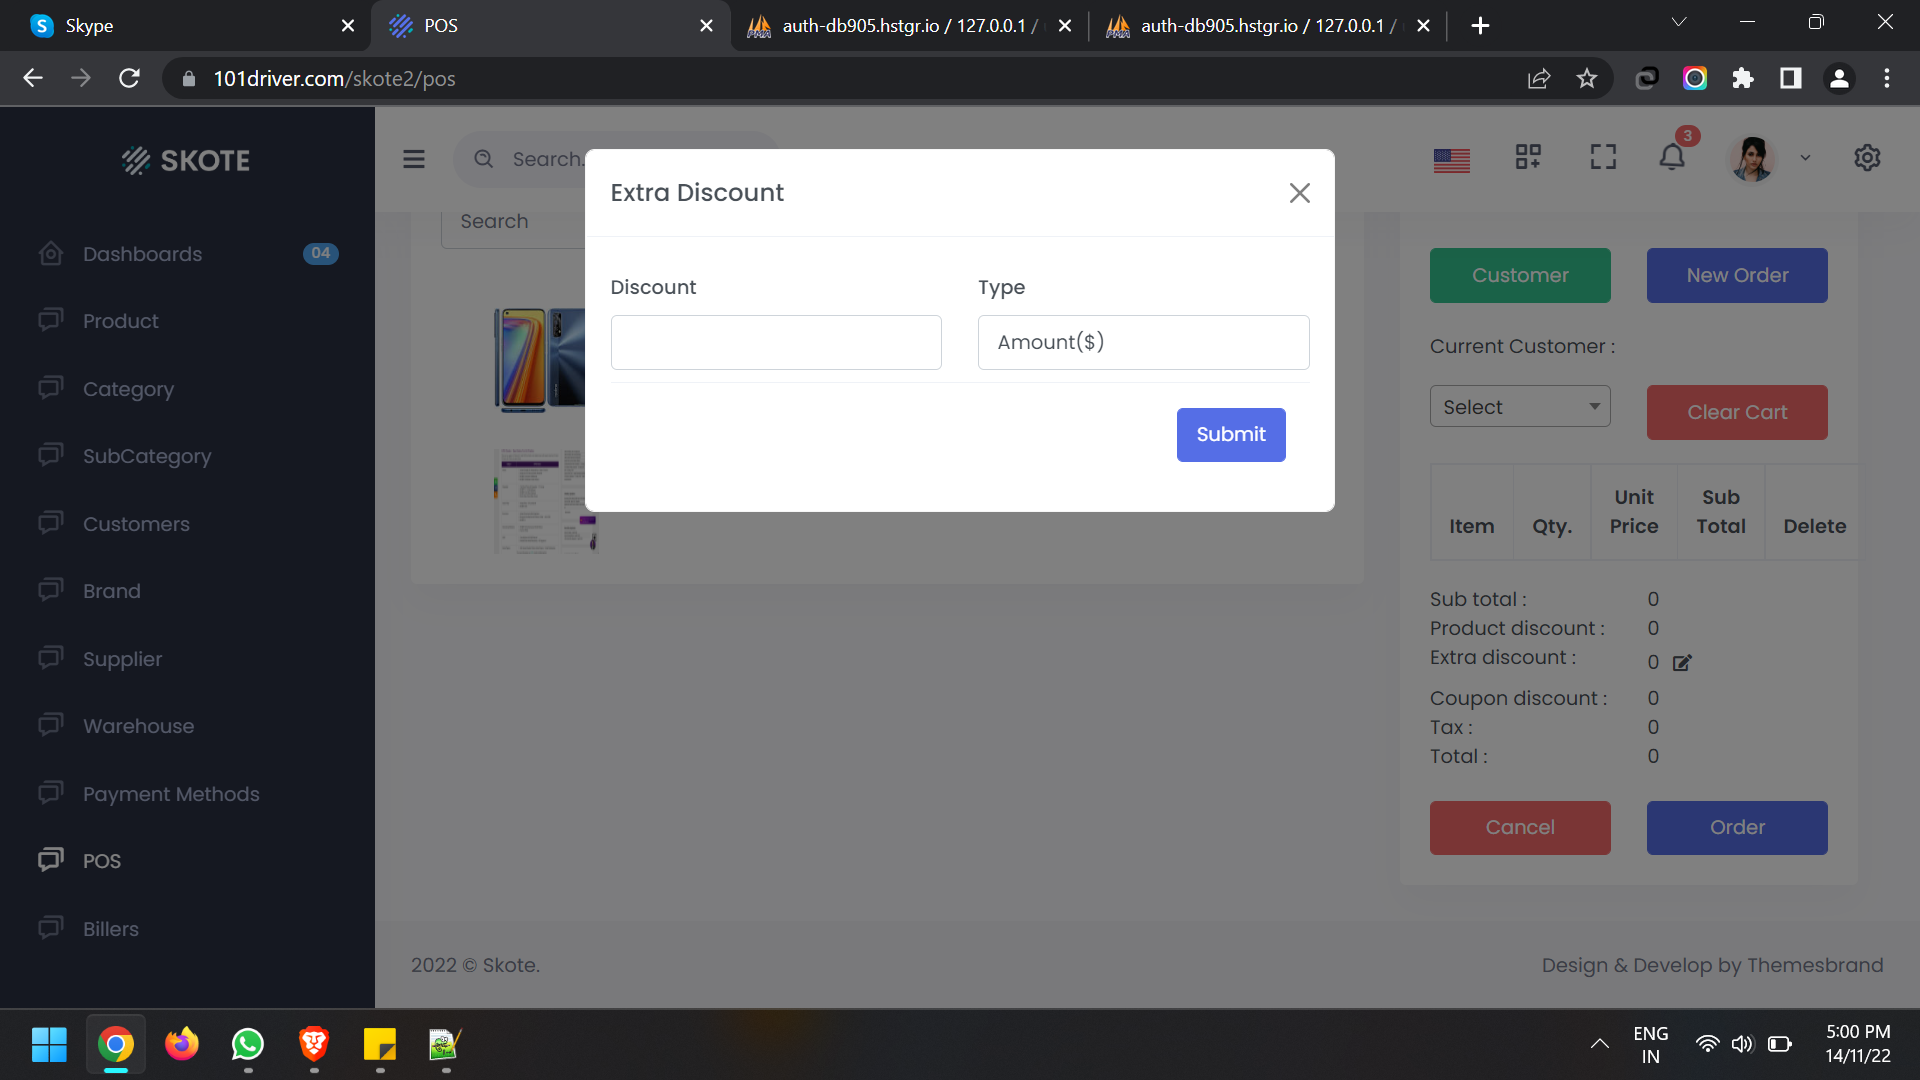 Skype
POS
auth-db905.hstgr.io / 127.0.0.1 /
auth-db905.hstgr.io / 127.0.0.1 /
101driver.com/skote2/pos
SKOTE
Search.
3
Extra Discount
Search
Dashboards
04
Customer
New Order
Discount
Type
Product
Amount($)
Current Customer :
Category
Select
Clear Cart
Submit
SubCategory
Item
Qty.
Unit Price
Sub Total
Delete
Customers
Brand
Sub total :
0
Product discount :
0
Extra discount :
0
Supplier
Coupon discount :
0
Warehouse
Tax :
0
Total :
0
Payment Methods
Cancel
Order
POS
Billers
2022 © Skote.
Design & Develop by Themesbrand
ENG
IN
5:00 PM
14/11/22